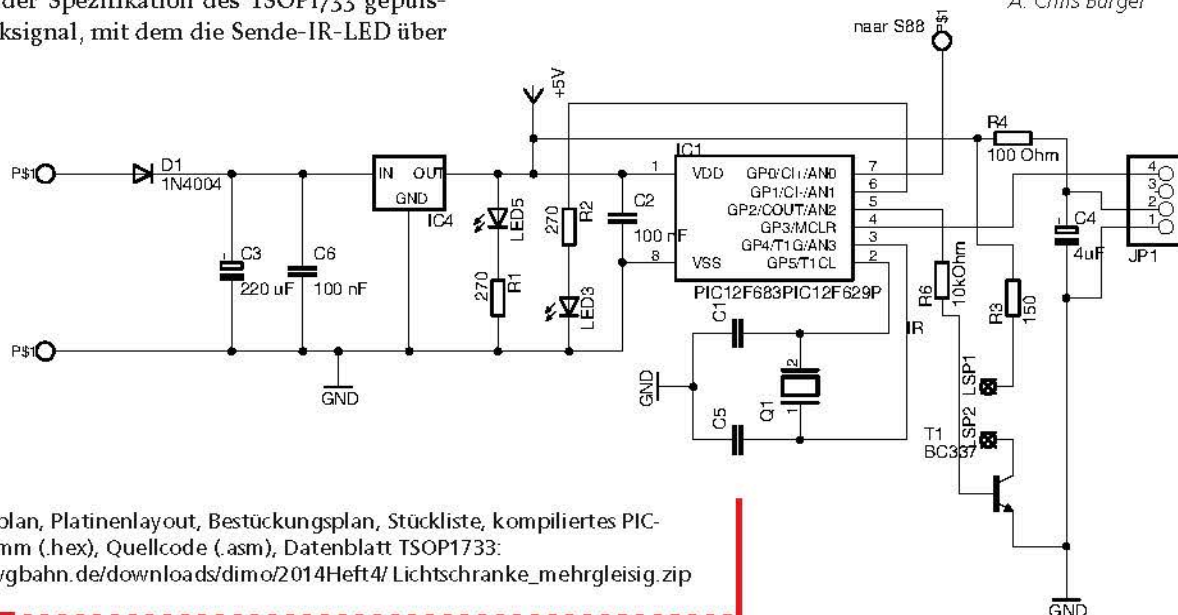 der Spezifikation des TSOP1733 gepuls-
ksignal, mit dem die Sende-IR-LED über
A. Chris Burger
naar S88
P$1
+5V
R4
100 Ohm
P$1
D1
1N4004
IN OUT
GND
IC4
LED5
270
R1
270
R2
LED3
C2
100 nF
IC1
1 VDD GP0/CI+/AN0 7
GP1/CI-/AN1 6
GP2/COUT/AN2 5
GP3/MCLR 4
GP4/T1G/AN3 3
8 VSS GP5/T1CL 2
PIC12F683PIC12F629P
4
3
2
1
JP1
C4
4uF
C3
220 uF
C6
100 nF
R6
10kOhm
R3
150
P$1
GND
C1
IR
GND
2
Q1
1
C5
LSP1
LSP2
T1
BC337
GND
plan, Platinenlayout, Bestückungsplan, Stückliste, kompiliertes PIC-
mm (.hex), Quellcode (.asm), Datenblatt TSOP1733:
vgbahn.de/downloads/dimo/2014Heft4/ Lichtschranke_mehrgleisig.zip